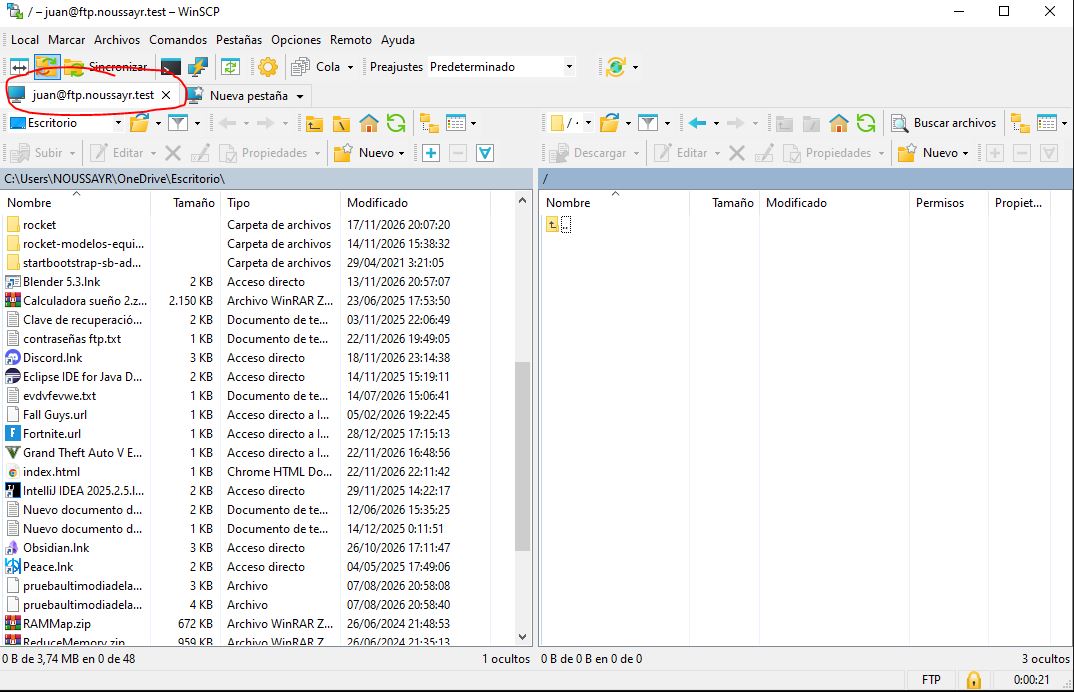 / – juan@ftp.noussayr.test – WinSCP
Local Marcar Archivos Comandos Pestañas Opciones Remoto Ayuda
Sincronizar Cola Preajustes Predeterminado
juan@ftp.noussayr.test × Nueva pestaña
Escritorio / Buscar archivos
Subir Editar Propiedades Nuevo Descargar Editar Propiedades Nuevo
C:\Users\NOUSSAYR\OneDrive\Escritorio\ /
Nombre Tamaño Tipo Modificado Nombre Tamaño Modificado Permisos Propiet...
rocket Carpeta de archivos 17/11/2026 20:07:20 ..
rocket-modelos-equi... Carpeta de archivos 14/11/2026 15:38:32
startbootstrap-sb-ad... Carpeta de archivos 29/04/2021 3:21:05
Blender 5.3.lnk 2 KB Acceso directo 13/11/2026 20:57:07
Calculadora sueño 2.z... 2.150 KB Archivo WinRAR Z... 23/06/2025 17:53:50
Clave de recuperació... 2 KB Documento de te... 03/11/2025 22:06:49
contraseñas ftp.txt 1 KB Documento de te... 22/11/2026 19:49:05
Discord.lnk 3 KB Acceso directo 18/11/2026 23:14:38
Eclipse IDE for Java D... 2 KB Acceso directo 14/11/2025 15:19:11
evdvfevwe.txt 1 KB Documento de te... 14/07/2026 15:06:41
Fall Guys.url 1 KB Acceso directo a I... 05/02/2026 19:22:45
Fortnite.url 1 KB Acceso directo a I... 28/12/2025 17:15:13
Grand Theft Auto V E... 1 KB Acceso directo a I... 22/11/2026 16:48:56
index.html 1 KB Chrome HTML Do... 22/11/2026 22:11:42
IntelliJ IDEA 2025.2.5.l... 2 KB Acceso directo 29/11/2025 14:22:17
Nuevo documento d... 2 KB Documento de te... 12/06/2026 15:35:25
Nuevo documento d... 1 KB Documento de te... 14/12/2025 0:11:51
Obsidian.lnk 3 KB Acceso directo 26/10/2026 17:11:47
Peace.lnk 2 KB Acceso directo 04/05/2025 17:49:06
pruebaultimodiadela... 3 KB Archivo 07/08/2026 20:58:08
pruebaultimodiadela... 4 KB Archivo 07/08/2026 20:58:40
RAMMap.zip 672 KB Archivo WinRAR Z... 26/06/2024 21:48:53
ReduceMemory.zip 959 KB Archivo WinRAR Z... 26/06/2024 21:35:13
0 B de 3,74 MB en 0 de 48 1 ocultos 0 B de 0 B en 0 de 0 3 ocultos
FTP 0:00:21